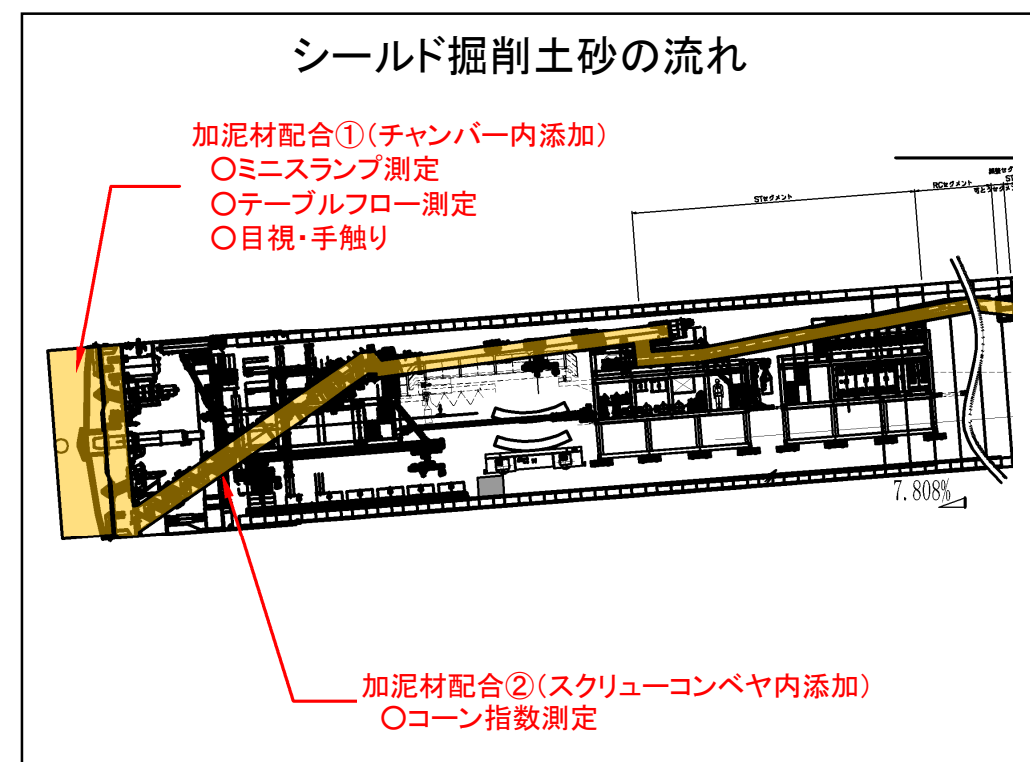 シールド掘削土砂の流れ
加泥材配合①(チャンバー内添加)
○ミニスランプ測定
○テーブルフロー測定
○目視・手触り
STセグメント
RCセグメント
7.808%
加泥材配合②(スクリューコンベヤ内添加)
○コーン指数測定